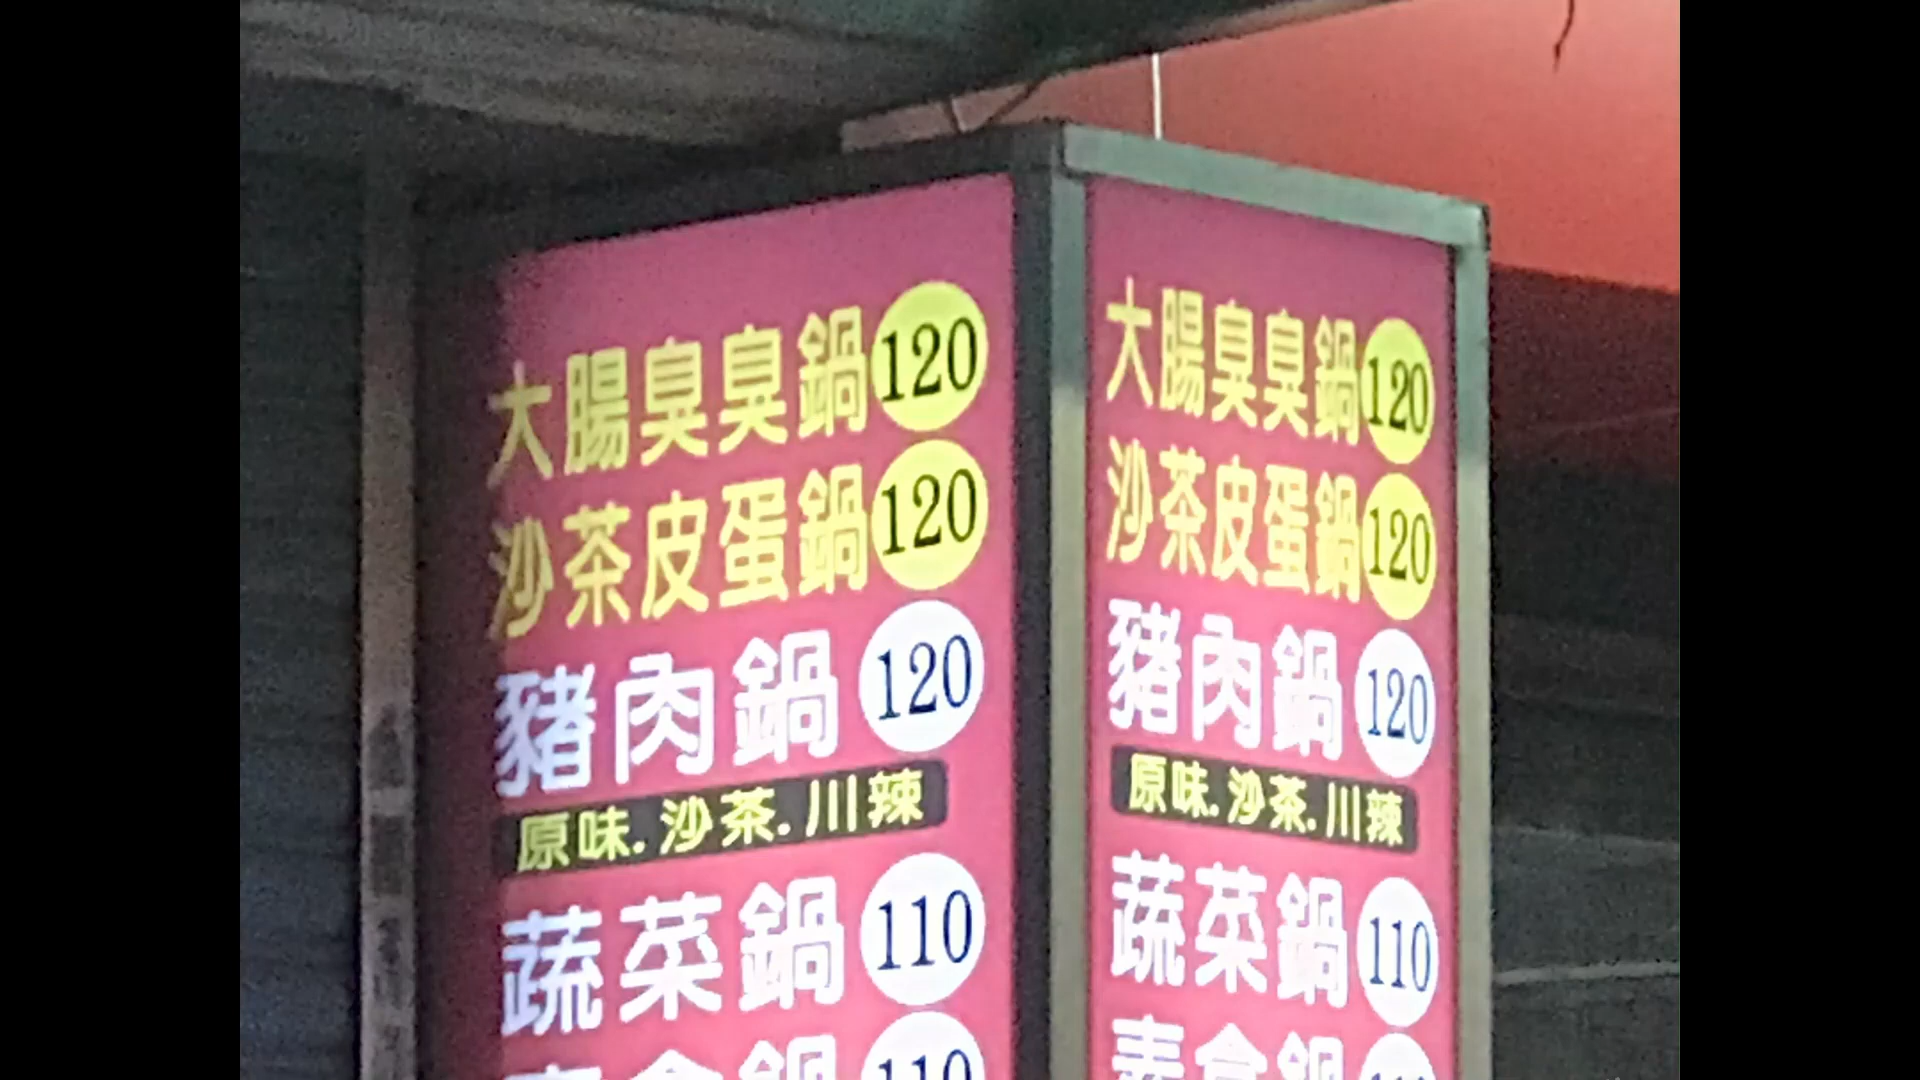 大腸臭臭鍋 120
沙茶皮蛋鍋 120
豬肉鍋 120
原味.沙茶.川辣
蔬菜鍋 110
素食鍋 110
大腸臭臭鍋 120
沙茶皮蛋鍋 120
豬肉鍋 120
原味.沙茶.川辣
蔬菜鍋 110
素食鍋